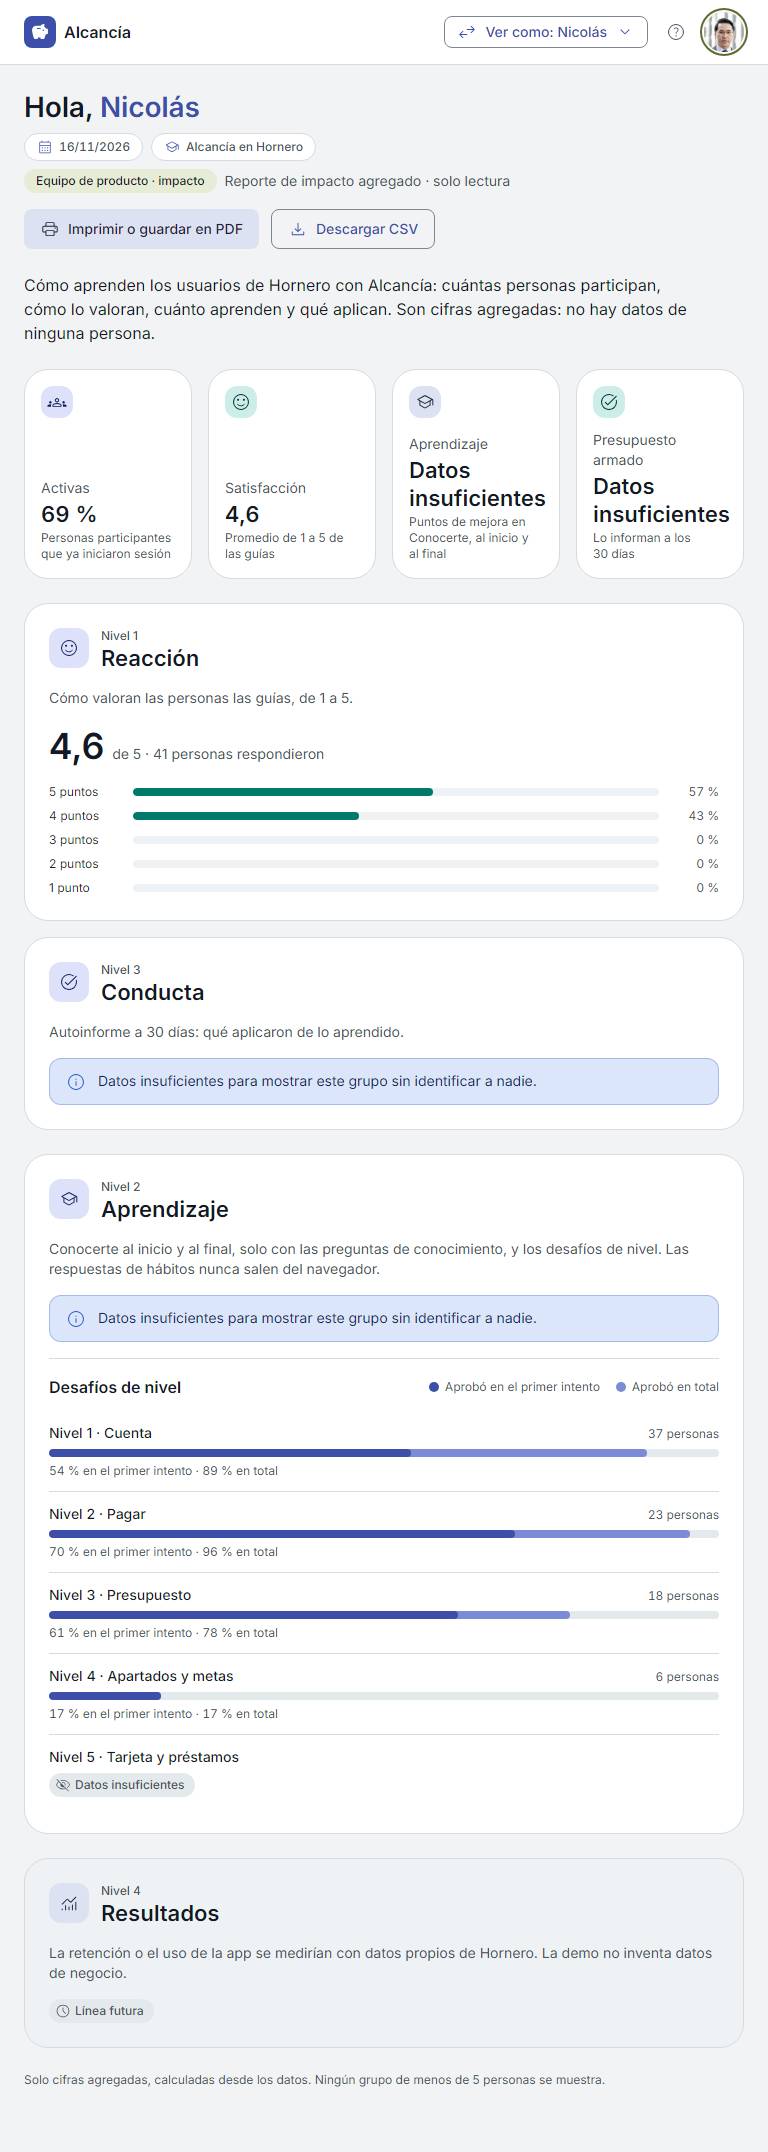 Alcancía
Ver como: Nicolás
Hola, Nicolás
16/11/2026
Alcancía en Hornero
Equipo de producto · impacto
Reporte de impacto agregado · solo lectura
Imprimir o guardar en PDF
Descargar CSV
Cómo aprenden los usuarios de Hornero con Alcancía: cuántas personas participan,
cómo lo valoran, cuánto aprenden y qué aplican. Son cifras agregadas: no hay datos de
ninguna persona.
Activas
69 %
Personas participantes
que ya iniciaron sesión
Satisfacción
4,6
Promedio de 1 a 5 de
las guías
Aprendizaje
Datos
insuficientes
Puntos de mejora en
Conocerte, al inicio y
al final
Presupuesto
armado
Datos
insuficientes
Lo informan a los
30 días
Nivel 1
Reacción
Cómo valoran las personas las guías, de 1 a 5.
4,6 de 5 · 41 personas respondieron
5 puntos 57 %
4 puntos 43 %
3 puntos 0 %
2 puntos 0 %
1 punto 0 %
Nivel 3
Conducta
Autoinforme a 30 días: qué aplicaron de lo aprendido.
Datos insuficientes para mostrar este grupo sin identificar a nadie.
Nivel 2
Aprendizaje
Conocerte al inicio y al final, solo con las preguntas de conocimiento, y los desafíos de nivel. Las
respuestas de hábitos nunca salen del navegador.
Datos insuficientes para mostrar este grupo sin identificar a nadie.
Desafíos de nivel
Aprobó en el primer intento
Aprobó en total
Nivel 1 · Cuenta 37 personas
54 % en el primer intento · 89 % en total
Nivel 2 · Pagar 23 personas
70 % en el primer intento · 96 % en total
Nivel 3 · Presupuesto 18 personas
61 % en el primer intento · 78 % en total
Nivel 4 · Apartados y metas 6 personas
17 % en el primer intento · 17 % en total
Nivel 5 · Tarjeta y préstamos
Datos insuficientes
Nivel 4
Resultados
La retención o el uso de la app se medirían con datos propios de Hornero. La demo no inventa datos
de negocio.
Línea futura
Solo cifras agregadas, calculadas desde los datos. Ningún grupo de menos de 5 personas se muestra.